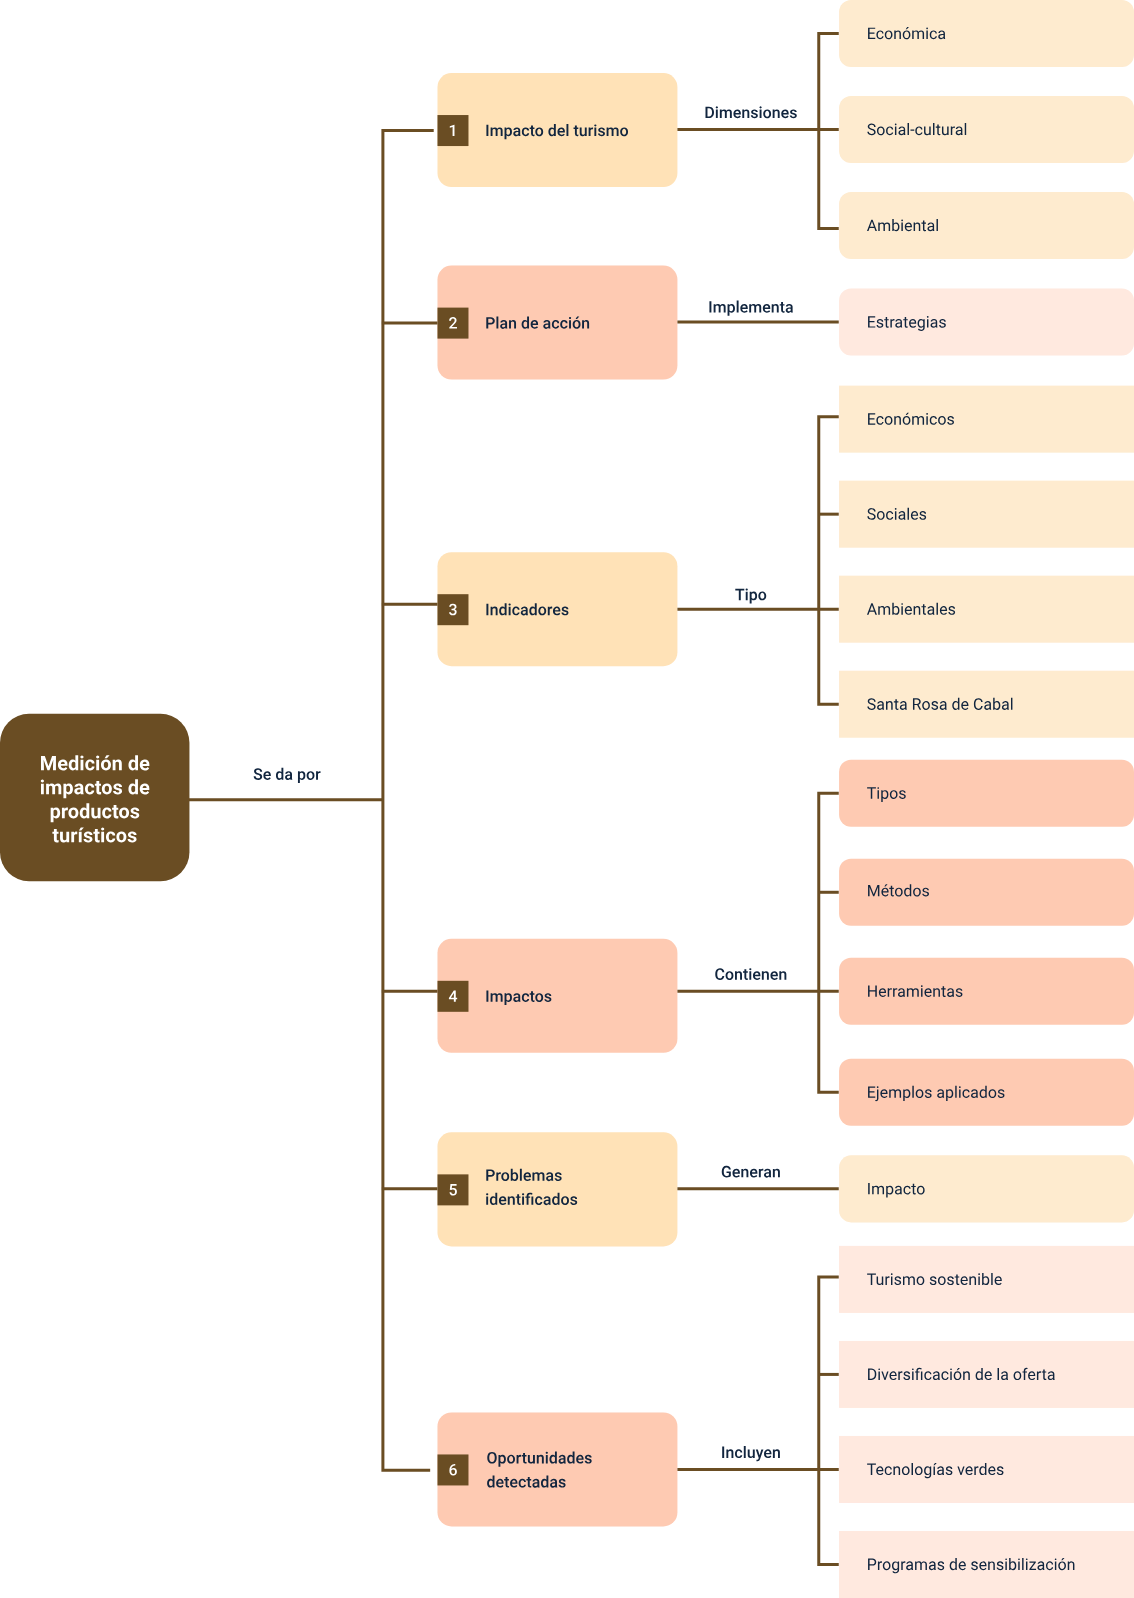 Medición de
impactos de
productos
turísticos
Se da por
1
Impacto del turismo
Dimensiones
Económica
Social-cultural
Ambiental
2
Plan de acción
Implementa
Estrategias
3
Indicadores
Tipo
Económicos
Sociales
Ambientales
Santa Rosa de Cabal
4
Impactos
Contienen
Tipos
Métodos
Herramientas
Ejemplos aplicados
5
Problemas
identificados
Generan
Impacto
6
Oportunidades
detectadas
Incluyen
Turismo sostenible
Diversificación de la oferta
Tecnologías verdes
Programas de sensibilización